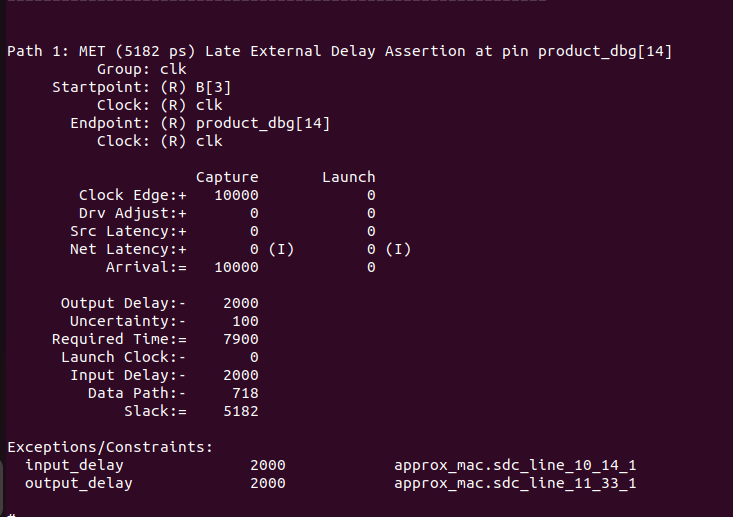 Path 1: MET (5182 ps) Late External Delay Assertion at pin product_dbg[14]
          Group: clk
     Startpoint: (R) B[3]
          Clock: (R) clk
       Endpoint: (R) product_dbg[14]
          Clock: (R) clk

                     Capture       Launch
        Clock Edge:+   10000            0
        Drv Adjust:+       0            0
       Src Latency:+       0            0
       Net Latency:+       0 (I)        0 (I)
           Arrival:=   10000            0

      Output Delay:-    2000
       Uncertainty:-     100
     Required Time:=    7900
      Launch Clock:-       0
       Input Delay:-    2000
         Data Path:-     718
             Slack:=    5182

Exceptions/Constraints:
  input_delay              2000            approx_mac.sdc_line_10_14_1
  output_delay             2000            approx_mac.sdc_line_11_33_1